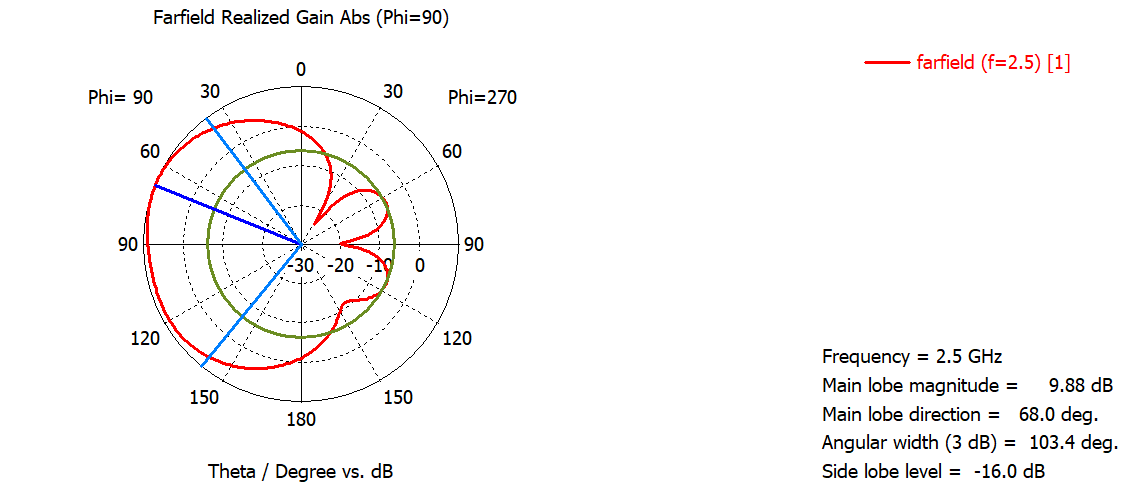 Farfield Realized Gain Abs (Phi=90)
farfield (f=2.5) [1]
0
Phi= 90
30
30
Phi=270
60
60
90
-30
-20
-10
0
90
120
120
150
150
180
Frequency = 2.5 GHz
Main lobe magnitude = 9.88 dB
Main lobe direction = 68.0 deg.
Angular width (3 dB) = 103.4 deg.
Side lobe level = -16.0 dB
Theta / Degree vs. dB